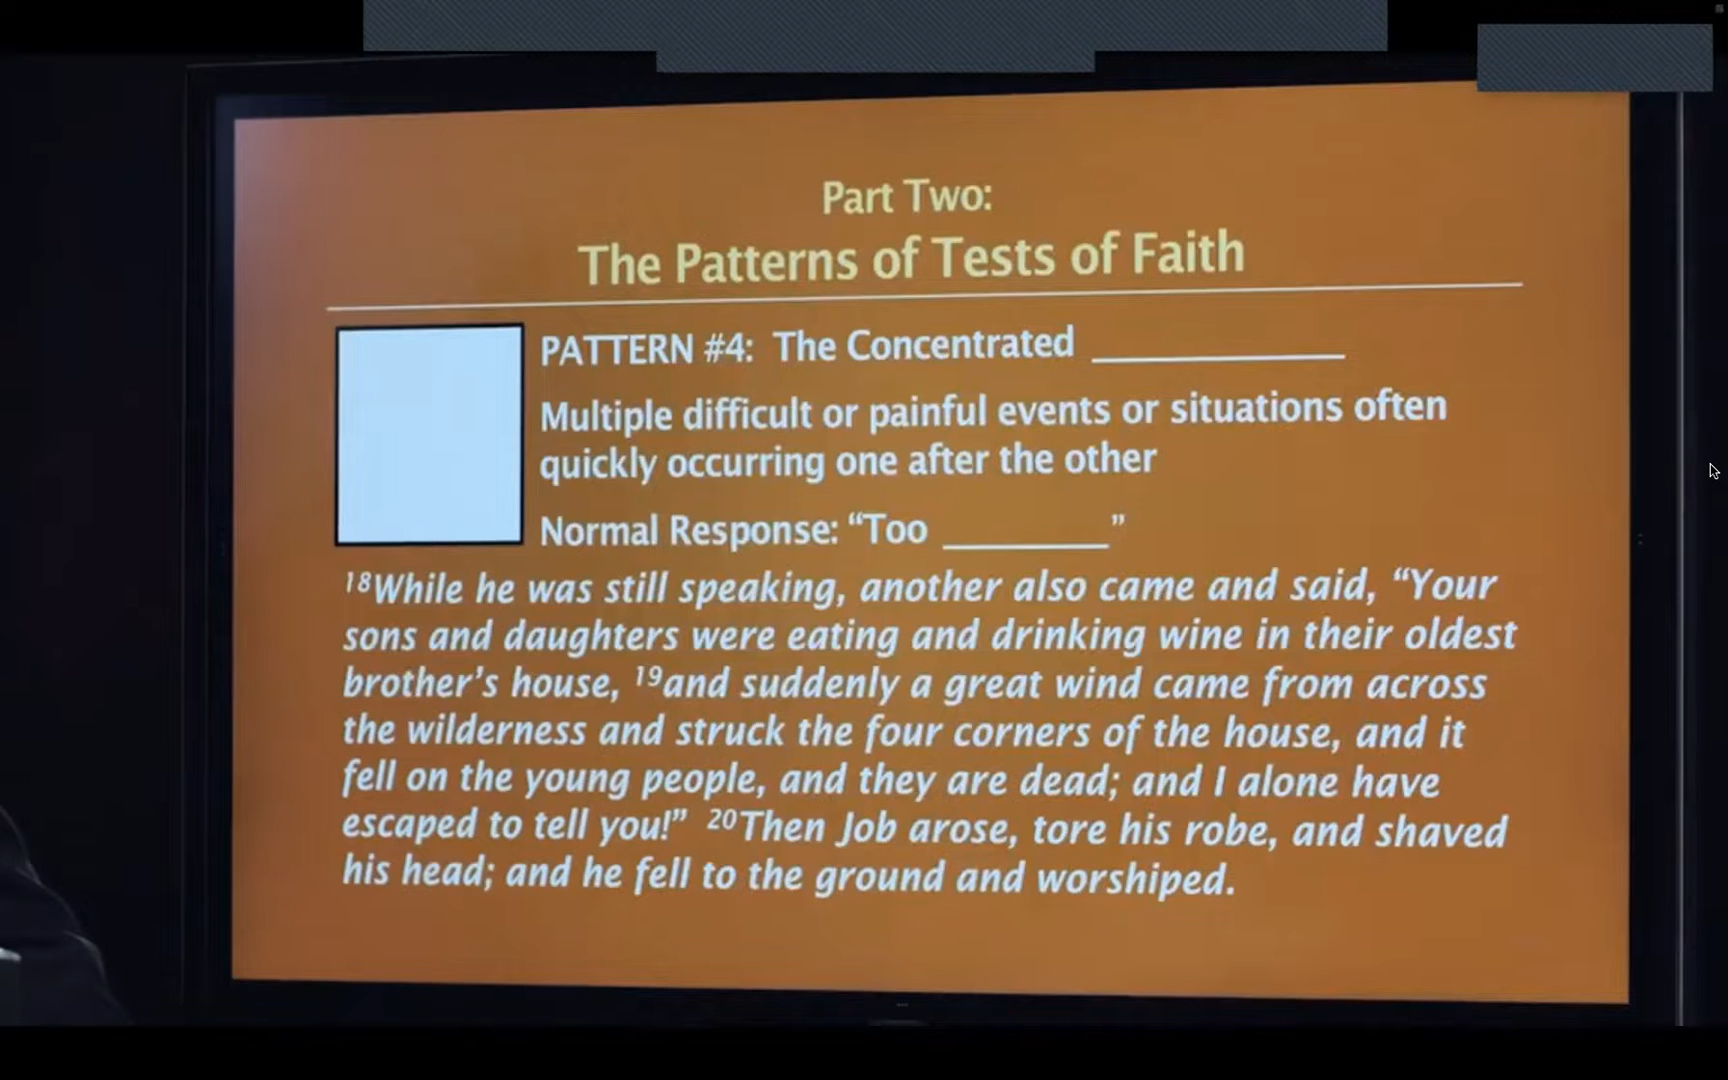 Part Two:
The Patterns of Tests of Faith
PATTERN #4: The Concentrated ____________
Multiple difficult or painful events or situations often
quickly occurring one after the other
Normal Response: “Too ________”
¹⁸While he was still speaking, another also came and said, “Your
sons and daughters were eating and drinking wine in their oldest
brother’s house, ¹⁹and suddenly a great wind came from across
the wilderness and struck the four corners of the house, and it
fell on the young people, and they are dead; and I alone have
escaped to tell you!” ²⁰Then Job arose, tore his robe, and shaved
his head; and he fell to the ground and worshiped.